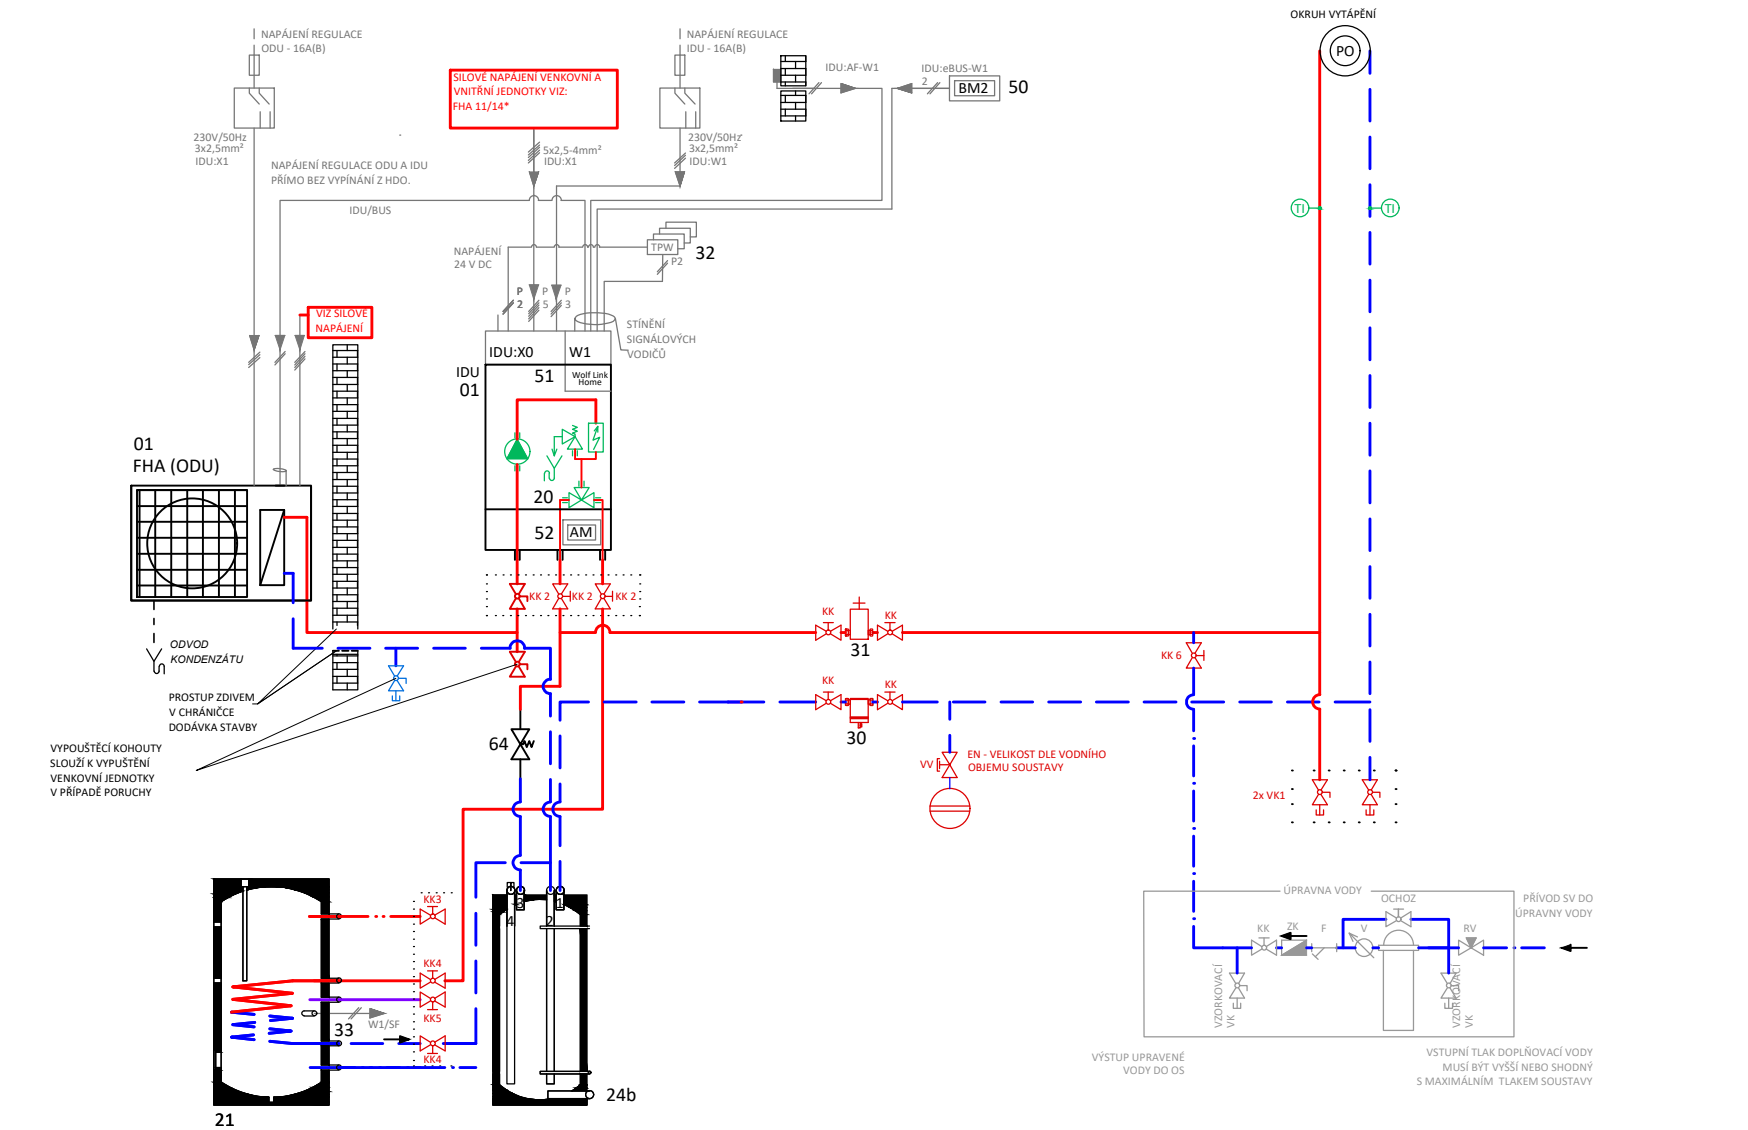 OKRUH VYTÁPĚNÍ
PO
NAPÁJENÍ REGULACE
ODU - 16A(B)
NAPÁJENÍ REGULACE
IDU - 16A(B)
SILOVÉ NAPÁJENÍ VENKOVNÍ A
VNITŘNÍ JEDNOTKY VIZ:
FHA 11/14*
IDU:AF-W1
IDU:eBUS-W1
2
BM2
50
230V/50Hz
3x2,5mm²
IDU:X1
5x2,5-4mm²
IDU:X1
230V/50Hz
3x2,5mm²
IDU:W1
NAPÁJENÍ REGULACE ODU A IDU
PŘÍMO BEZ VYPÍNÁNÍ Z HDO.
IDU/BUS
TI
TI
NAPÁJENÍ
24 V DC
TPW
32
P2
P
2
P
5
P
3
VIZ SILOVÉ
NAPÁJENÍ
STÍNĚNÍ
SIGNÁLOVÝCH
VODIČŮ
IDU:X0
W1
IDU
01
51
Wolf Link
Home
01
FHA (ODU)
20
52
AM
KK 2
KK 2
KK 2
ODVOD
KONDENZÁTU
KK
KK
31
KK 6
PROSTUP ZDIVEM
V CHRÁNIČCE
DODÁVKA STAVBY
KK
KK
30
64
VYPOUŠTĚCÍ KOHOUTY
SLOUŽÍ K VYPUŠTĚNÍ
VENKOVNÍ JEDNOTKY
V PŘÍPADĚ PORUCHY
VV
EN - VELIKOST DLE VODNÍHO
OBJEMU SOUSTAVY
2x VK1
KK3
KK4
KK5
KK4
W1/SF
33
21
4
3
2
1
24b
ÚPRAVNA VODY
OCHOZ
PŘÍVOD SV DO
ÚPRAVNY VODY
KK
ZK
F
V
RV
VZORKOVACÍ
VK
VZORKOVACÍ
VK
VÝSTUP UPRAVENÉ
VODY DO OS
VSTUPNÍ TLAK DOPLŇOVACÍ VODY
MUSÍ BÝT VYŠŠÍ NEBO SHODNÝ
S MAXIMÁLNÍM TLAKEM SOUSTAVY